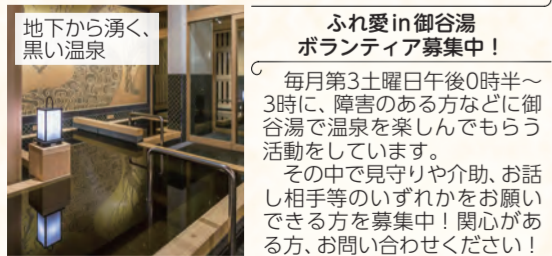 地下から湧く、
黒い温泉
ふれ愛in御谷湯
ボランティア募集中！
毎月第3土曜日午後0時半～
3時に、障害のある方などに御
谷湯で温泉を楽しんでもらう
活動をしています。
その中で見守りや介助、お話
し相手等のいずれかをお願い
できる方を募集中！関心があ
る方、お問い合わせください！